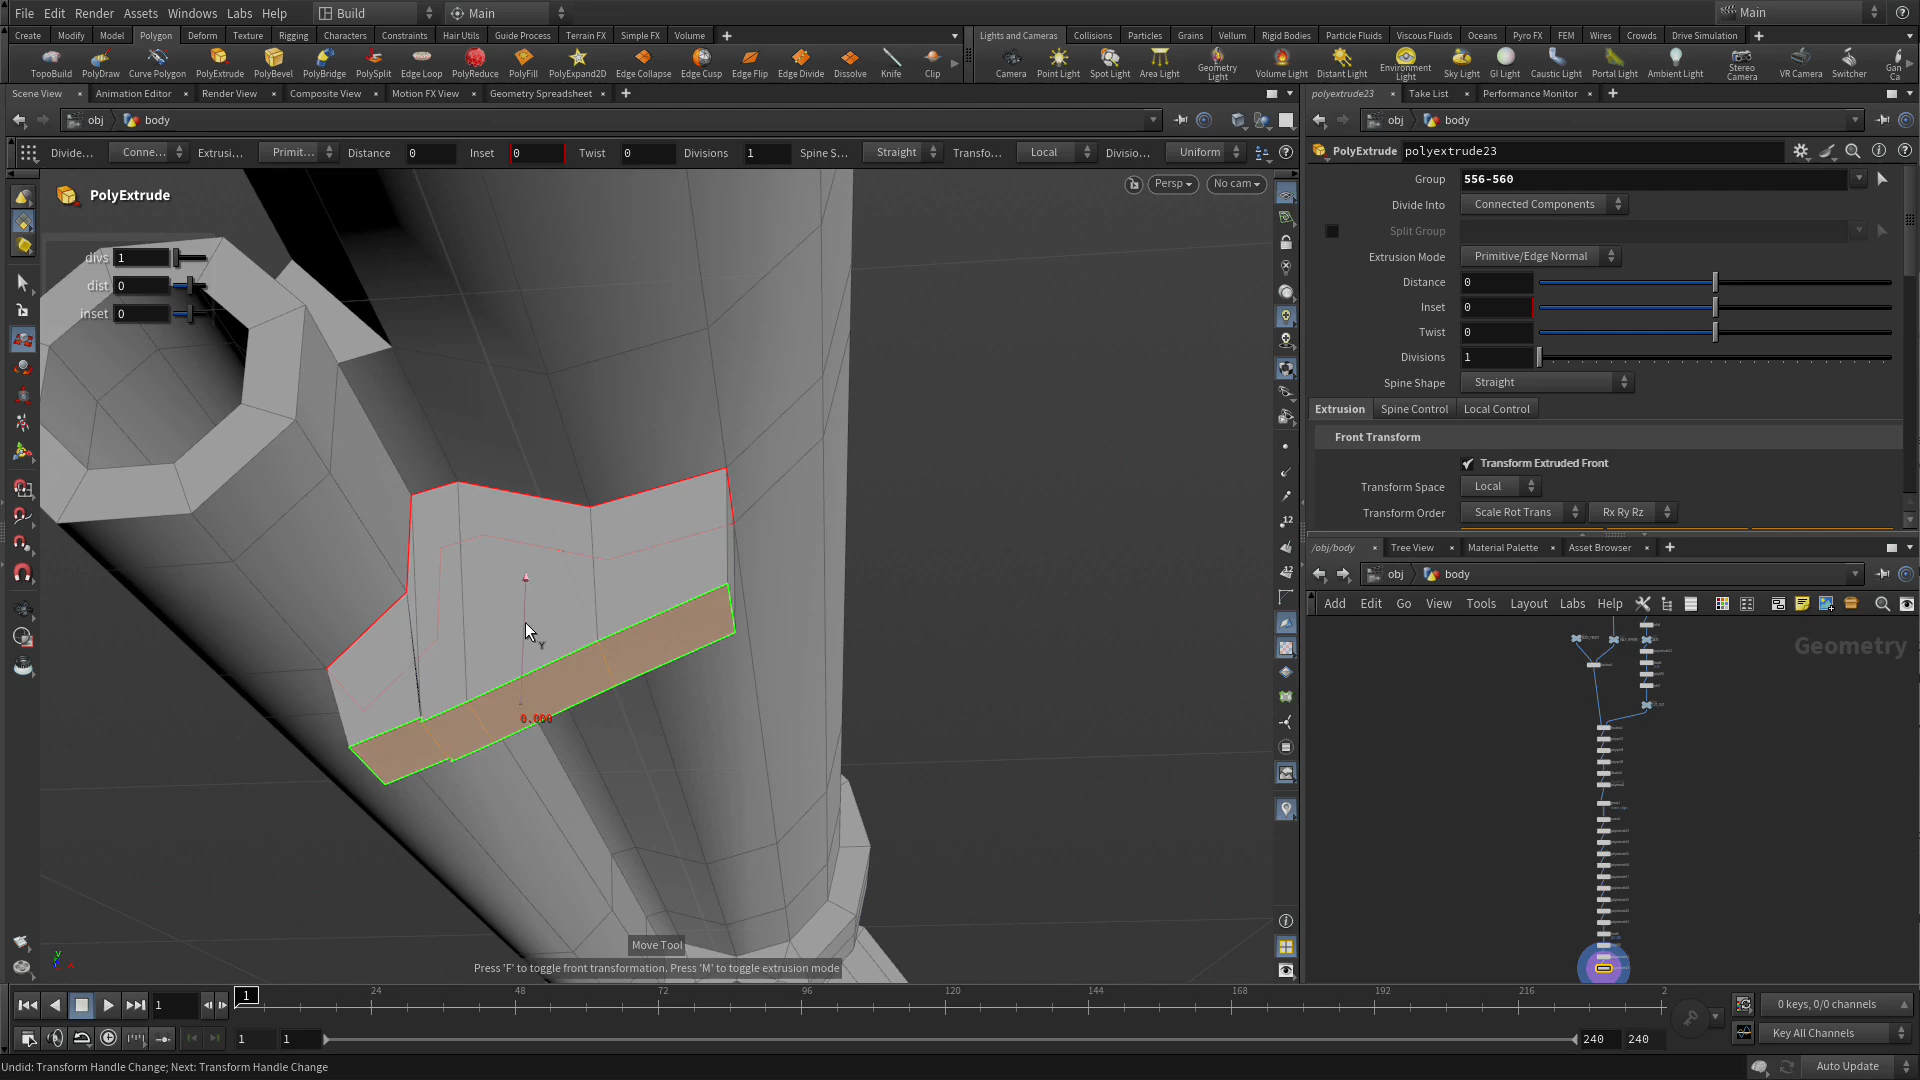 File Edit Render Assets Windows Labs Help Build Main Main
Create Modify Model Polygon Deform Texture Rigging Characters Constraints Hair Utils Guide Process Terrain FX Simple FX Volume
Lights and Cameras Collisions Particles Grains Vellum Rigid Bodies Particle Fluids Viscous Fluids Oceans Pyro FX FEM Wires Crowds Drive Simulation
TopoBuild PolyDraw Curve Polygon PolyExtrude PolyBevel PolyBridge PolySplit Edge Loop PolyReduce PolyFill PolyExpand2D Edge Collapse Edge Cusp Edge Flip Edge Divide Dissolve Knife Clip
Camera Point Light Spot Light Area Light Geometry Light Volume Light Distant Light Environment Light Sky Light GI Light Caustic Light Portal Light Ambient Light Stereo Camera VR Camera Switcher Gan Ca
Scene View Animation Editor Render View Composite View Motion FX View Geometry Spreadsheet
polyextrude23 Take List Performance Monitor
obj body
obj body
Divide... Conne... Extrusi... Primit... Distance 0 Inset 0 Twist 0 Divisions 1 Spine S... Straight Transfo... Local Divisio... Uniform
PolyExtrude polyextrude23
PolyExtrude
Persp No cam
Group 556-560
Divide Into Connected Components
Split Group
Extrusion Mode Primitive/Edge Normal
Distance 0
Inset 0
Twist 0
Divisions 1
Spine Shape Straight
Extrusion Spine Control Local Control
Front Transform
Transform Extruded Front
Transform Space Local
Transform Order Scale Rot Trans Rx Ry Rz
divs 1
dist 0
inset 0
12
12
Y
0.000
Y
Move Tool
Press 'F' to toggle front transformation. Press 'M' to toggle extrusion mode
/obj/body Tree View Material Palette Asset Browser
obj body
Add Edit Go View Tools Layout Labs Help
Geometry
1 1 24 48 72 96 120 144 168 192 216 2
0 keys, 0/0 channels
1 1 240 240
Key All Channels
Undid: Transform Handle Change; Next: Transform Handle Change
Auto Update